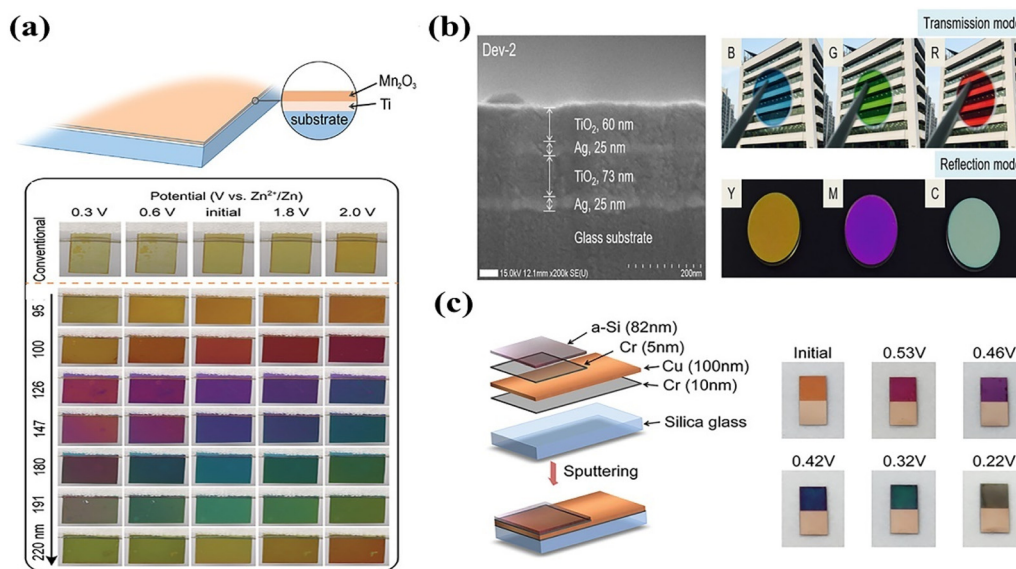 (a)
Mn₂O₃
Ti
substrate
Potential (V vs. Zn²⁺/Zn)
0.3 V 0.6 V initial 1.8 V 2.0 V
Conventional
95
100
126
147
180
191
220 nm
(b)
Dev-2
TiO₂, 60 nm
Ag, 25 nm
TiO₂, 73 nm
Ag, 25 nm
Glass substrate
15.0kV 12.1mm x200k SE(U)
200nm
Transmission mode
B G R
Reflection mode
Y M C
(c)
a-Si (82nm)
Cr (5nm)
Cu (100nm)
Cr (10nm)
Silica glass
Sputtering
Initial 0.53V 0.46V
0.42V 0.32V 0.22V